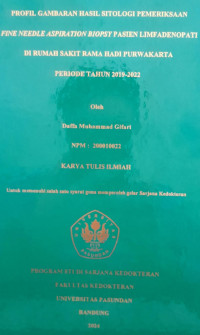 PROFIL GAMBARAN HASIL SITOLOGI PEMERIKSAAN
FINE NEEDLE ASPIRATION BIOPSY PASIEN LIMFADENOPATI
DI RUMAH SAKIT RAMA HADI PURWAKARTA
PERIODE TAHUN 2019-2022
Oleh
Daffa Muhammad Gifari
NPM : 200810022
KARYA TULIS ILMIAH
Untuk memenuhi salah satu syarat guna memperoleh gelar Sarjana Kedokteran
PROGRAM STUDI SARJANA KEDOKTERAN
FAKULTAS KEDOKTERAN
UNIVERSITAS PASUNDAN
BANDUNG
2024